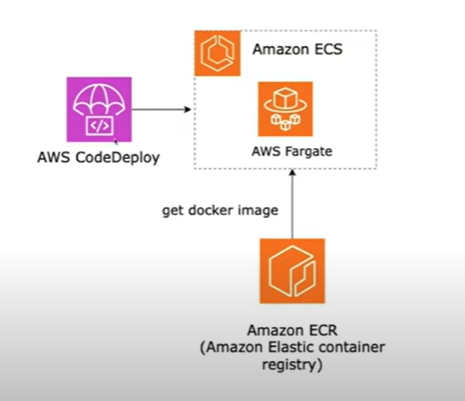 Amazon ECS
AWS Fargate
AWS CodeDeploy
get docker image
Amazon ECR
(Amazon Elastic container
registry)